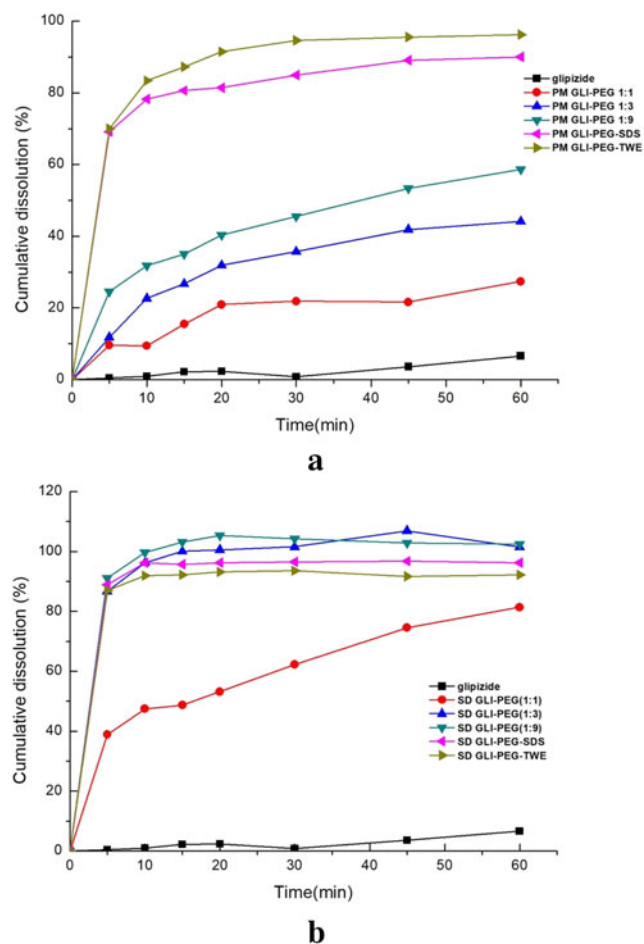 100
80
60
40
20
0
Cumulative dissolution (%)
glipizide
PM GLI-PEG 1:1
PM GLI-PEG 1:3
PM GLI-PEG 1:9
PM GLI-PEG-SDS
PM GLI-PEG-TWE
0 10 20 30 40 50 60
Time(min)
a
120
100
80
60
40
20
0
Cumulative dissolution (%)
glipizide
SD GLI-PEG(1:1)
SD GLI-PEG(1:3)
SD GLI-PEG(1:9)
SD GLI-PEG-SDS
SD GLI-PEG-TWE
0 10 20 30 40 50 60
Time(min)
b